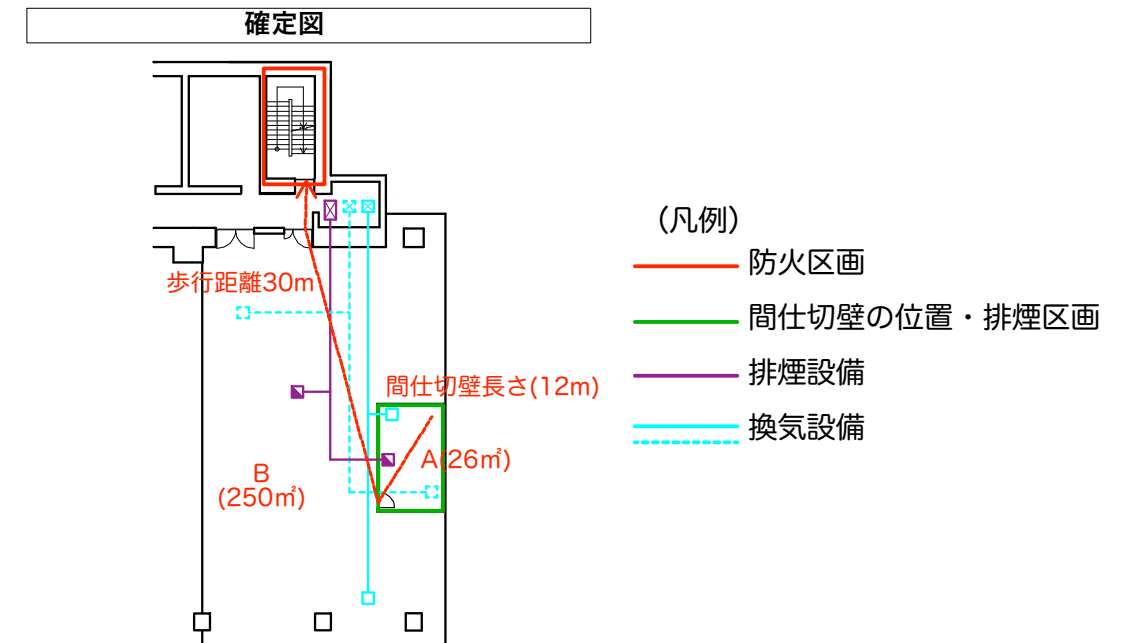 確定図
歩行距離30m
間仕切壁長さ(12m)
A(26㎡)
B
(250㎡)
(凡例)
防火区画
間仕切壁の位置・排煙区画
排煙設備
換気設備